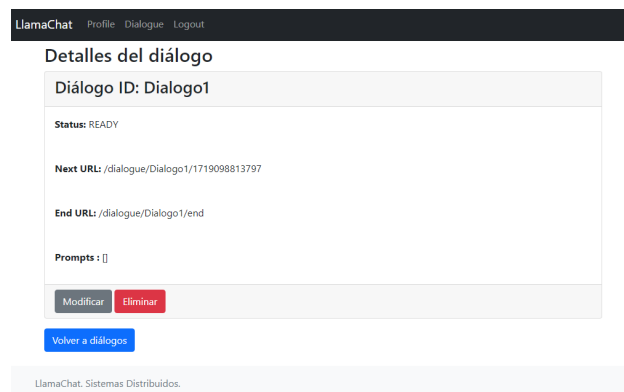 LlamaChat Profile Dialogue Logout
Detalles del diálogo
Diálogo ID: Dialogo1
Status: READY
Next URL: /dialogue/Dialogo1/1719098813797
End URL: /dialogue/Dialogo1/end
Prompts : []
Modificar Eliminar
Volver a diálogos
LlamaChat. Sistemas Distribuidos.